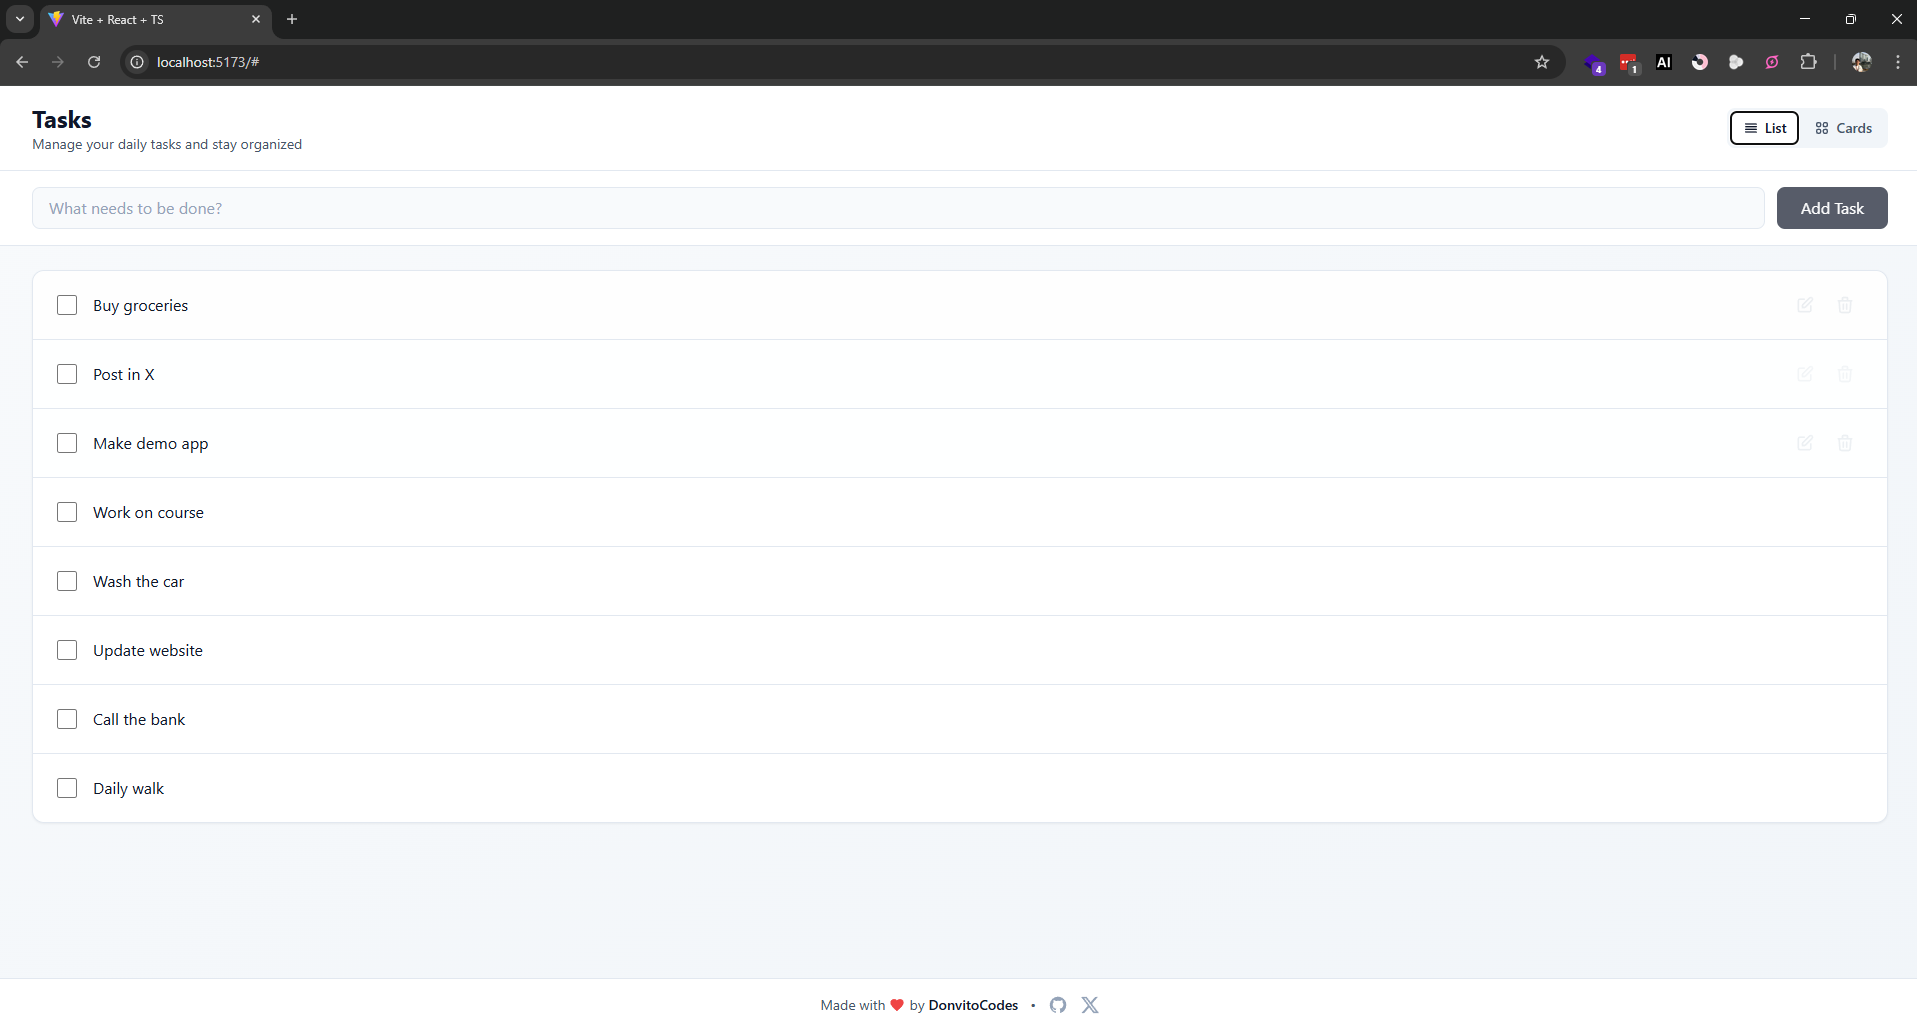 Vite + React + TS
localhost:5173/#
4
1
AI
Tasks
Manage your daily tasks and stay organized
List
Cards
What needs to be done?
Add Task
Buy groceries
Post in X
Make demo app
Work on course
Wash the car
Update website
Call the bank
Daily walk
Made with ❤️ by DonvitoCodes •